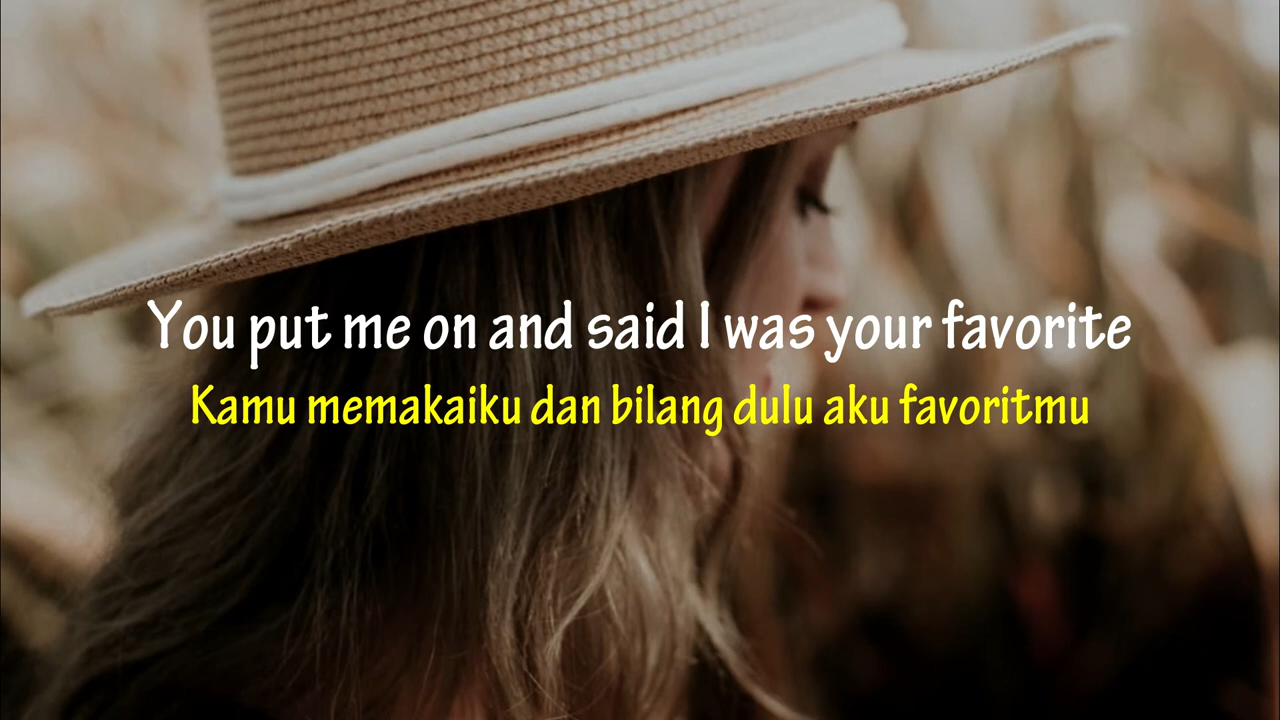 You put me on and said I was your favorite
Kamu memakaiku dan bilang dulu aku favoritmu